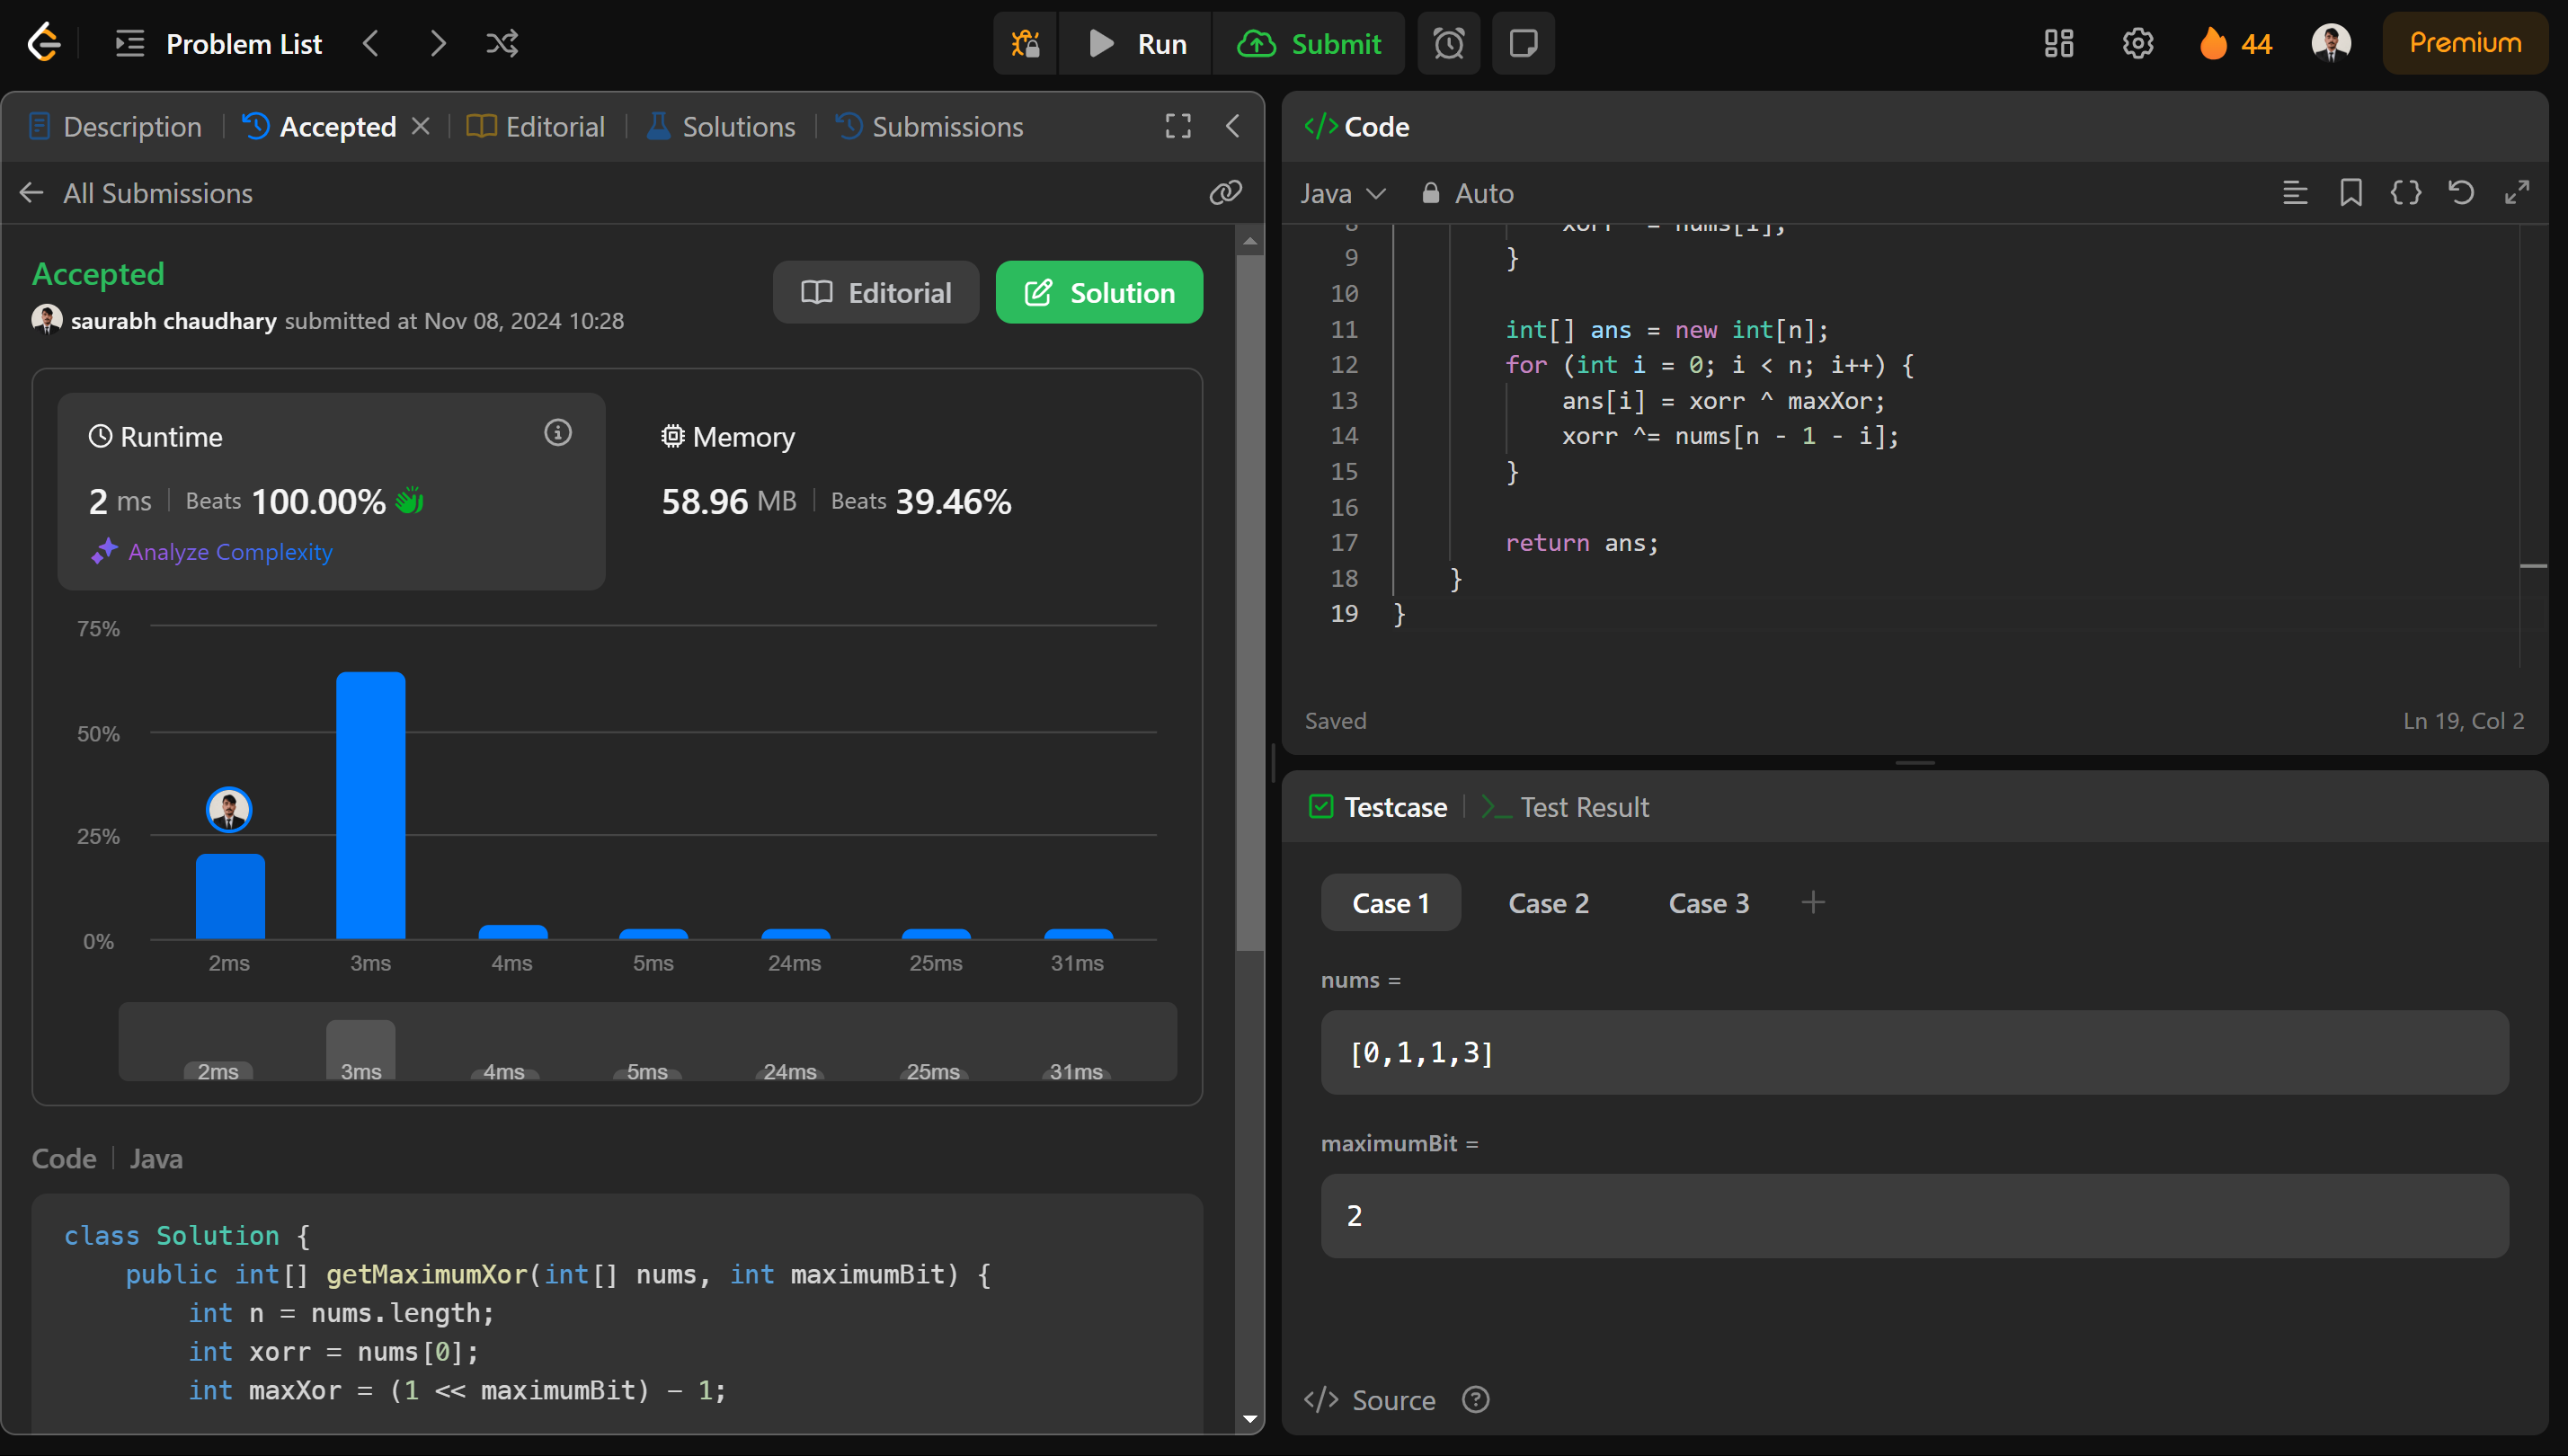 Problem List
Run
Submit
44
Premium
Description
Accepted
Editorial
Solutions
Submissions
All Submissions
Accepted
saurabh chaudhary submitted at Nov 08, 2024 10:28
Editorial
Solution
Runtime
2 ms
Beats 100.00%
Analyze Complexity
Memory
58.96 MB
Beats 39.46%
75%
50%
25%
0%
2ms 3ms 4ms 5ms 24ms 25ms 31ms
2ms 3ms 4ms 5ms 24ms 25ms 31ms
Code
Java
class Solution {
    public int[] getMaximumXor(int[] nums, int maximumBit) {
        int n = nums.length;
        int xorr = nums[0];
        int maxXor = (1 << maximumBit) - 1;
Code
Java
Auto
8
9 }
10
11 int[] ans = new int[n];
12 for (int i = 0; i < n; i++) {
13 ans[i] = xorr ^ maxXor;
14 xorr ^= nums[n - 1 - i];
15 }
16
17 return ans;
18 }
19 }
Saved
Ln 19, Col 2
Testcase
Test Result
Case 1
Case 2
Case 3
nums =
[0,1,1,3]
maximumBit =
2
Source